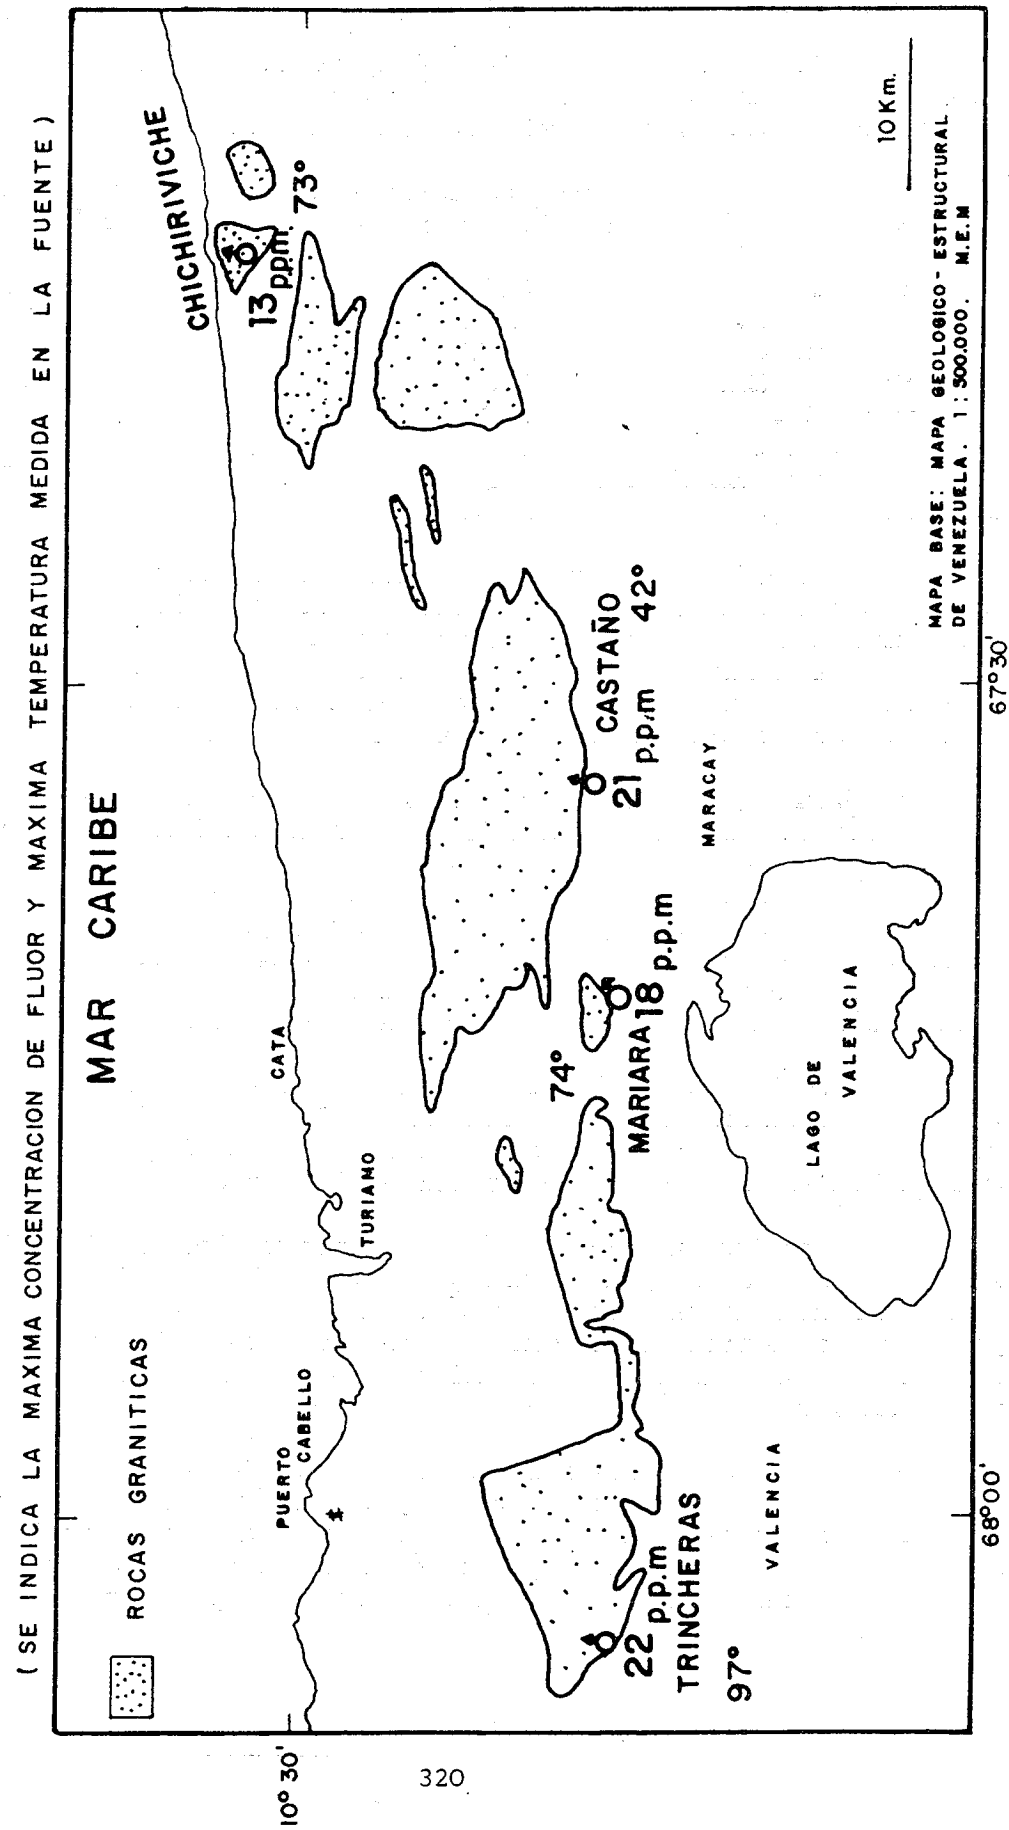 ( SE INDICA LA MAXIMA CONCENTRACION DE FLUOR Y MAXIMA TEMPERATURA MEDIDA EN LA FUENTE )
MAR CARIBE
ROCAS GRANITICAS
CHICHIRIVICHE
13 ppm.
73°
PUERTO
CABELLO
TURIAMO
CATA
CASTAÑO
42°
21 p.p.m
MARACAY
74°
MARIARA
18 p.p.m
22 p.p.m
TRINCHERAS
97°
VALENCIA
LAGO DE
VALENCIA
10 Km.
MAPA BASE: MAPA GEOLOGICO - ESTRUCTURAL
DE VENEZUELA. 1 : 500.000. M.E.M
10° 30'
68°00'
67°30'
320